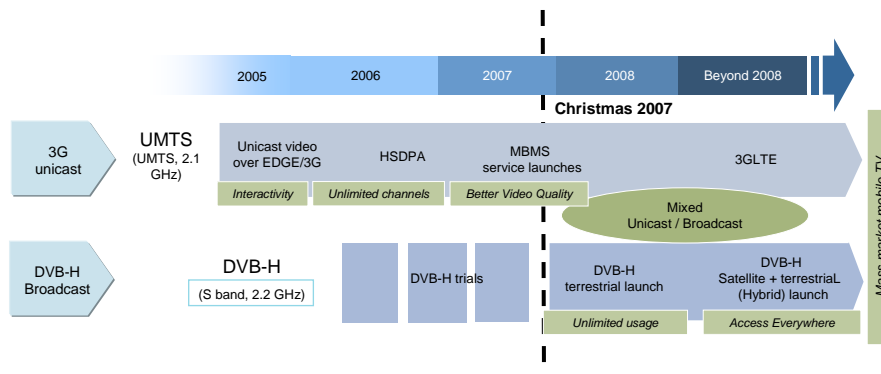 2005
2006
2007
2008
Beyond 2008
Christmas 2007
3G
unicast
UMTS
(UMTS, 2.1
GHz)
Unicast video
over EDGE/3G
HSDPA
MBMS
service launches
3GLTE
Interactivity
Unlimited channels
Better Video Quality
Mixed
Unicast / Broadcast
DVB-H
Broadcast
DVB-H
(S band, 2.2 GHz)
DVB-H trials
DVB-H
terrestrial launch
DVB-H
Satellite + terrestriaL
(Hybrid) launch
Unlimited usage
Access Everywhere
Mass market mobile TV